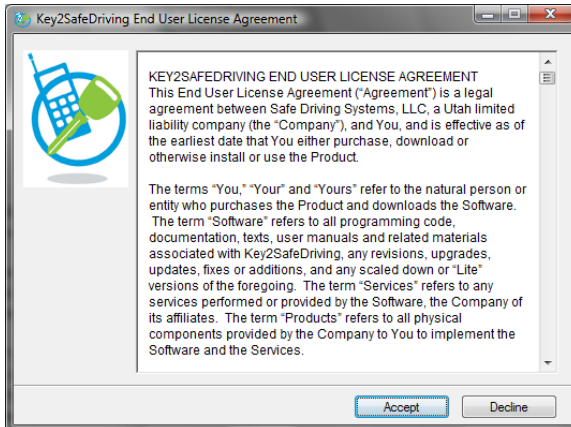 Key2SafeDriving End User License Agreement
KEY2SAFEDRIVING END USER LICENSE AGREEMENT
This End User License Agreement (“Agreement”) is a legal
agreement between Safe Driving Systems, LLC, a Utah limited
liability company (the “Company”), and You, and is effective as of
the earliest date that You either purchase, download or
otherwise install or use the Product.
The terms “You,” “Your” and “Yours” refer to the natural person or
entity who purchases the Product and downloads the Software.
The term “Software” refers to all programming code,
documentation, texts, user manuals and related materials
associated with Key2SafeDriving, any revisions, upgrades,
updates, fixes or additions, and any scaled down or “Lite”
versions of the foregoing. The term “Services” refers to any
services performed or provided by the Software, the Company of
its affiliates. The term “Products” refers to all physical
components provided by the Company to You to implement the
Software and the Services.
Accept Decline